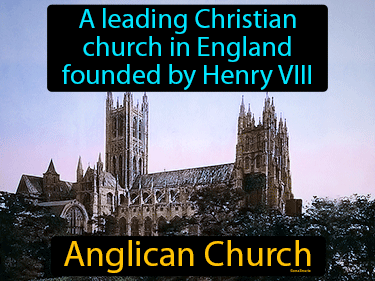 A leading Christian
church in England
founded by Henry VIII
Anglican Church